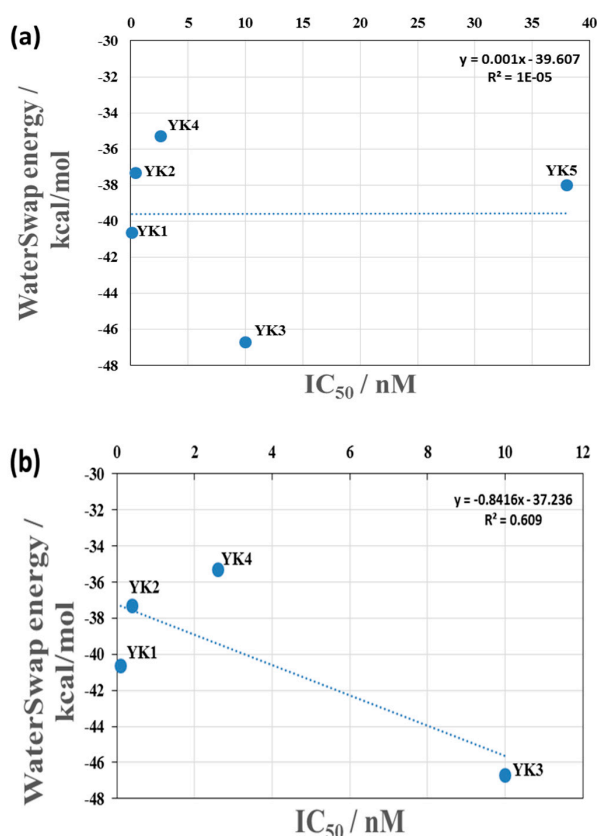 (a)
0 5 10 15 20 25 30 35 40
-30
y = 0.001x - 39.607
-32
R² = 1E-05
-34
YK4
-36
YK2
YK5
-38
-40
YK1
-42
-44
YK3
-46
-48
WaterSwap energy /
kcal/mol
IC50 / nM
(b)
0 2 4 6 8 10 12
-30
y = -0.8416x - 37.236
-32
R² = 0.609
-34
YK4
-36
YK2
-38
YK1
-40
-42
-44
-46
YK3
-48
WaterSwap energy /
kcal/mol
IC50 / nM